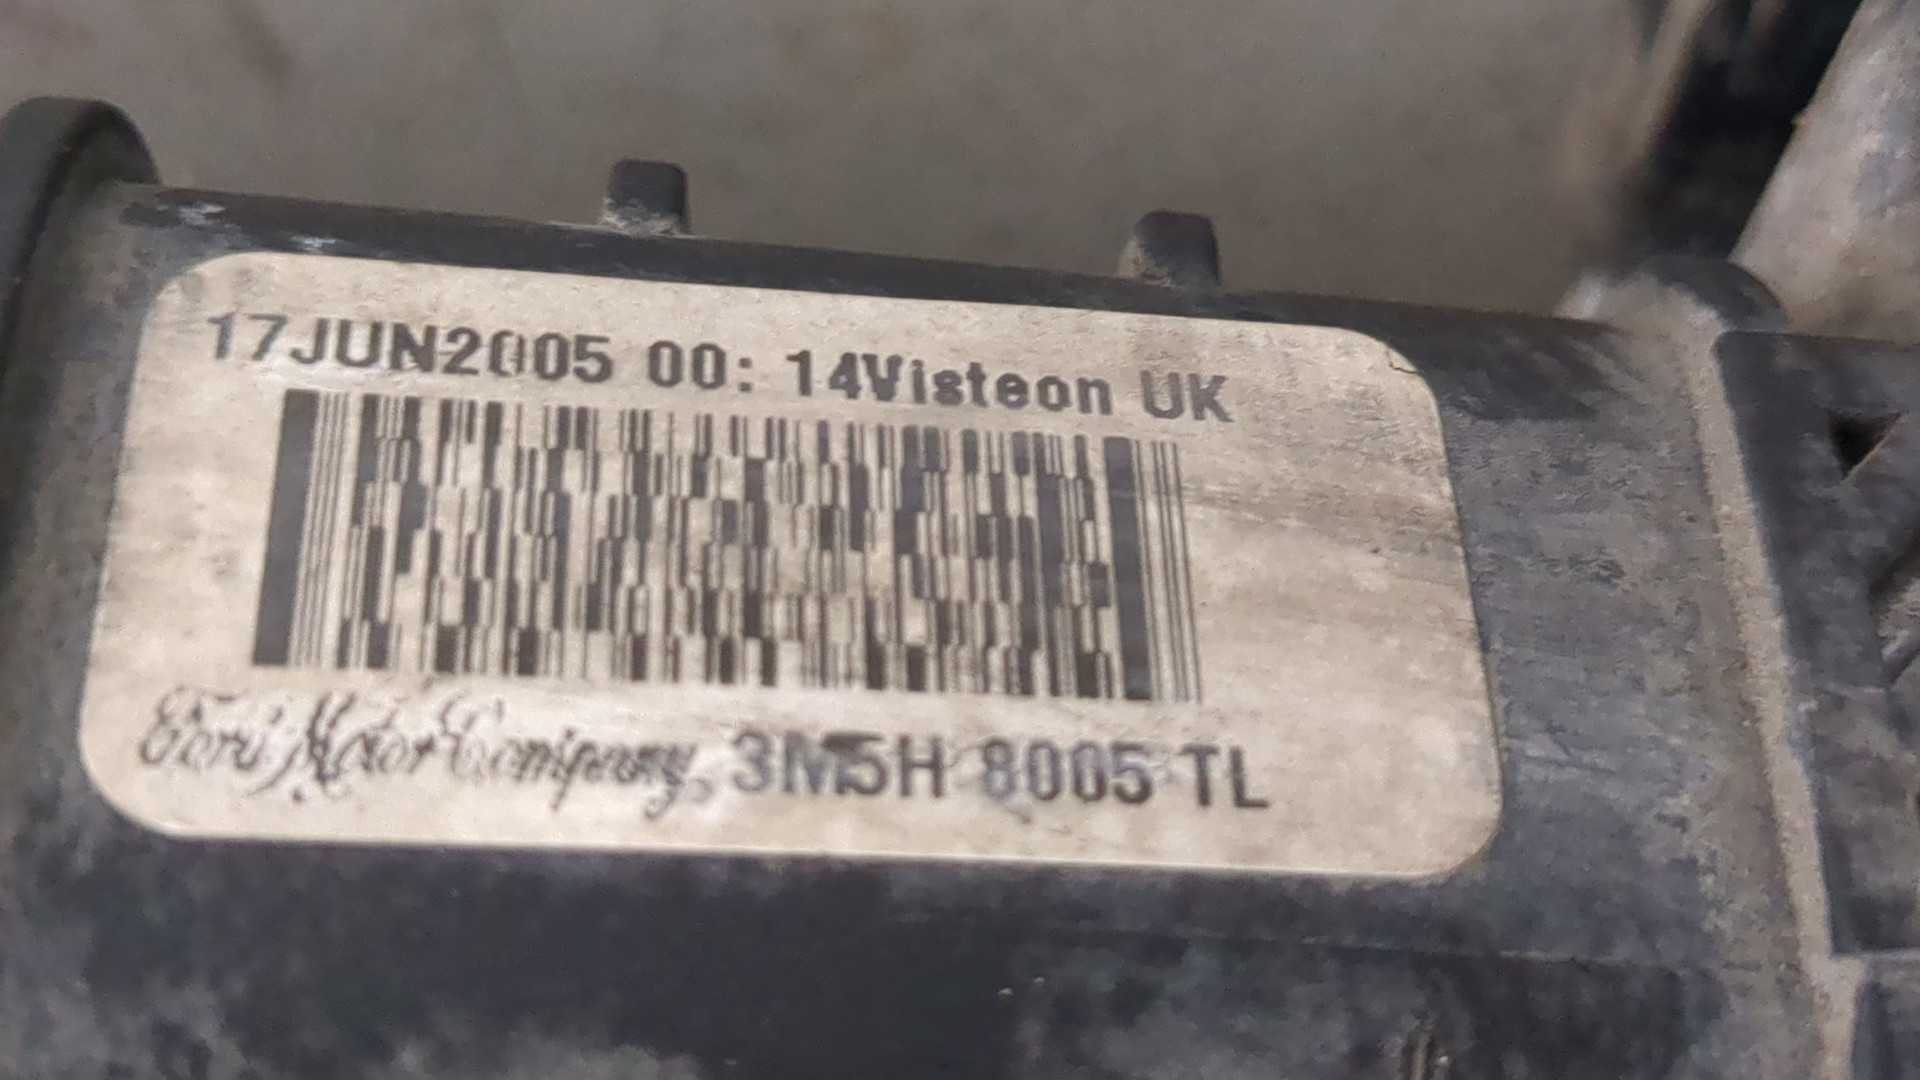 17JUN2005 00: 14Visteon UK
Ford Motor Company, 3M5H 8005 TL